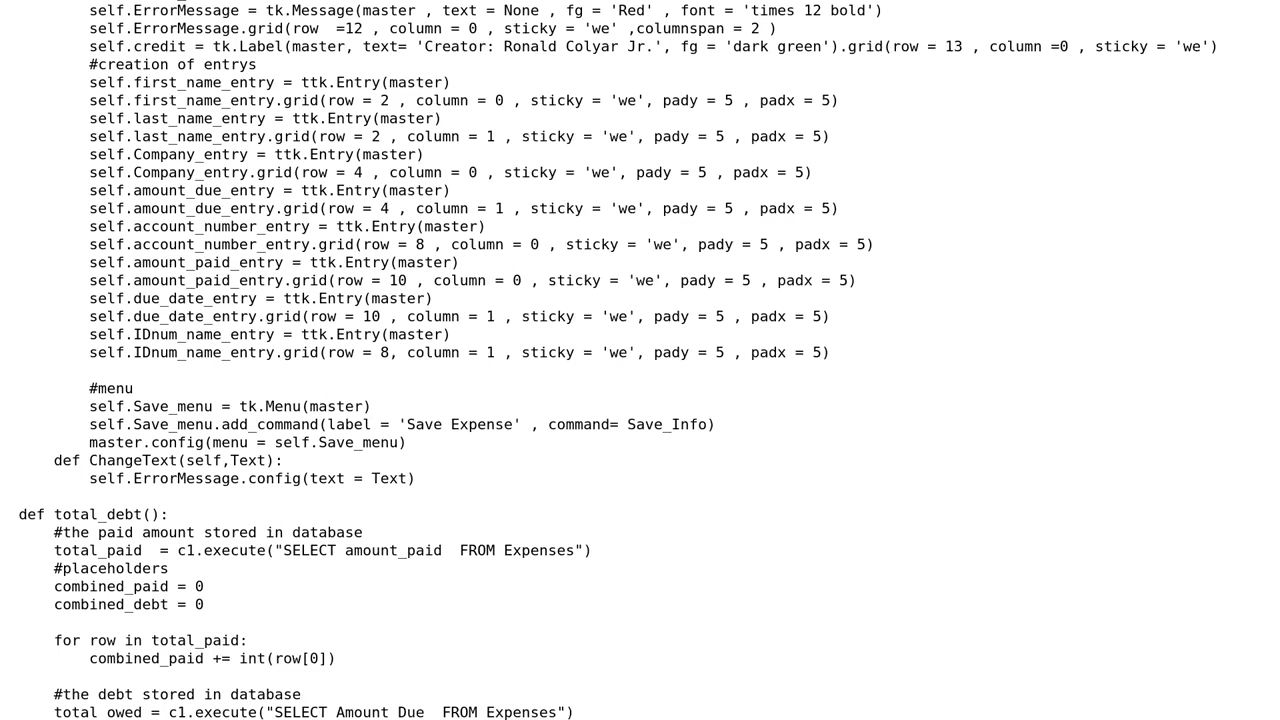 self.ErrorMessage = tk.Message(master , text = None , fg = 'Red' , font = 'times 12 bold')
self.ErrorMessage.grid(row  =12 , column = 0 , sticky = 'we' ,columnspan = 2 )
self.credit = tk.Label(master, text= 'Creator: Ronald Colyar Jr.', fg = 'dark green').grid(row = 13 , column =0 , sticky = 'we')
#creation of entrys
self.first_name_entry = ttk.Entry(master)
self.first_name_entry.grid(row = 2 , column = 0 , sticky = 'we', pady = 5 , padx = 5)
self.last_name_entry = ttk.Entry(master)
self.last_name_entry.grid(row = 2 , column = 1 , sticky = 'we', pady = 5 , padx = 5)
self.Company_entry = ttk.Entry(master)
self.Company_entry.grid(row = 4 , column = 0 , sticky = 'we', pady = 5 , padx = 5)
self.amount_due_entry = ttk.Entry(master)
self.amount_due_entry.grid(row = 4 , column = 1 , sticky = 'we', pady = 5 , padx = 5)
self.account_number_entry = ttk.Entry(master)
self.account_number_entry.grid(row = 8 , column = 0 , sticky = 'we', pady = 5 , padx = 5)
self.amount_paid_entry = ttk.Entry(master)
self.amount_paid_entry.grid(row = 10 , column = 0 , sticky = 'we', pady = 5 , padx = 5)
self.due_date_entry = ttk.Entry(master)
self.due_date_entry.grid(row = 10 , column = 1 , sticky = 'we', pady = 5 , padx = 5)
self.IDnum_name_entry = ttk.Entry(master)
self.IDnum_name_entry.grid(row = 8, column = 1 , sticky = 'we', pady = 5 , padx = 5)
#menu
self.Save_menu = tk.Menu(master)
self.Save_menu.add_command(label = 'Save Expense' , command= Save_Info)
master.config(menu = self.Save_menu)
def ChangeText(self,Text):
self.ErrorMessage.config(text = Text)
def total_debt():
#the paid amount stored in database
total_paid  = c1.execute("SELECT amount_paid  FROM Expenses")
#placeholders
combined_paid = 0
combined_debt = 0
for row in total_paid:
combined_paid += int(row[0])
#the debt stored in database
total_owed = c1.execute("SELECT Amount_Due  FROM Expenses")